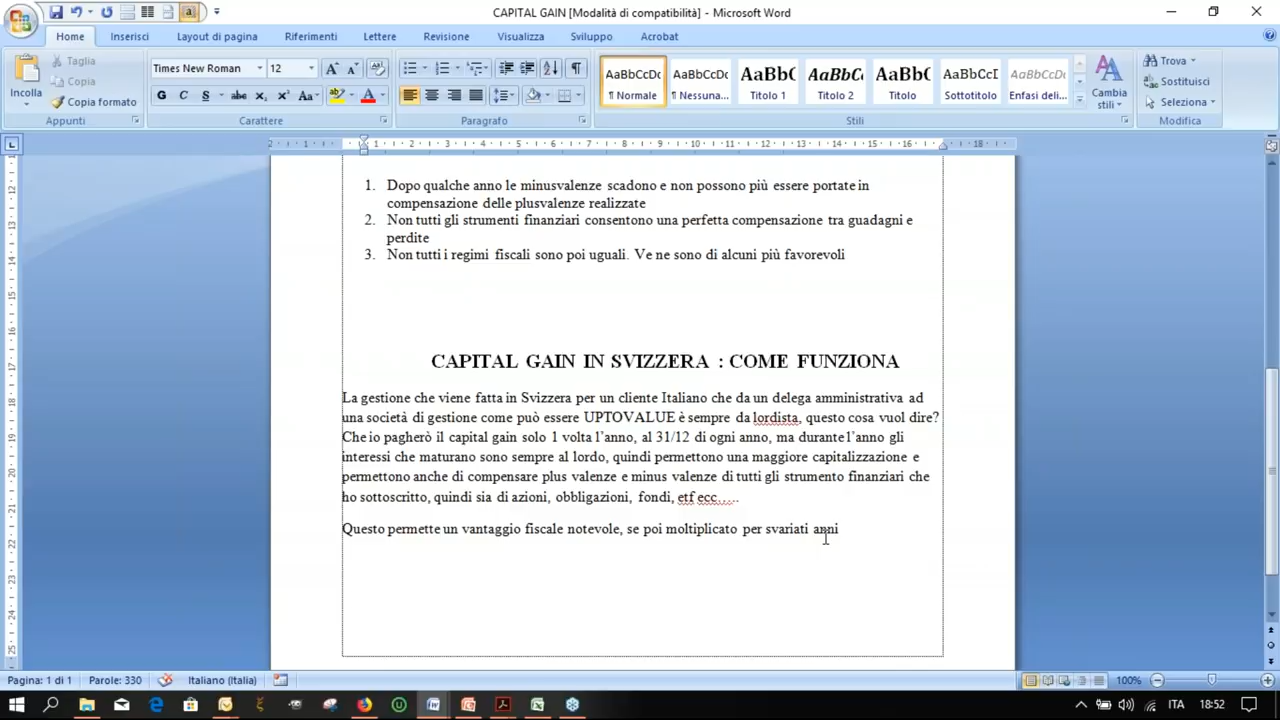 CAPITAL GAIN [Modalità di compatibilità] - Microsoft Word
Home Inserisci Layout di pagina Riferimenti Lettere Revisione Visualizza Sviluppo Acrobat
Incolla
Taglia
Copia
Copia formato
Appunti
Times New Roman 12
G C S abc x₂ x² Aa
Carattere
Paragrafo
AaBbCcDc AaBbCcDc AaBbC AaBbCc AaBbC AaBbCcI AaBbCcDc
¶ Normale ¶ Nessuna... Titolo 1 Titolo 2 Titolo Sottotitolo Enfasi deli...
Cambia stili
Stili
Trova
Sostituisci
Seleziona
Modifica
1. Dopo qualche anno le minusvalenze scadono e non possono più essere portate in
compensazione delle plusvalenze realizzate
2. Non tutti gli strumenti finanziari consentono una perfetta compensazione tra guadagni e
perdite
3. Non tutti i regimi fiscali sono poi uguali. Ve ne sono di alcuni più favorevoli
CAPITAL GAIN IN SVIZZERA : COME FUNZIONA
La gestione che viene fatta in Svizzera per un cliente Italiano che da un delega amministrativa ad
una società di gestione come può essere UPTOVALUE è sempre da lordista, questo cosa vuol dire?
Che io pagherò il capital gain solo 1 volta l’anno, al 31/12 di ogni anno, ma durante l’anno gli
interessi che maturano sono sempre al lordo, quindi permettono una maggiore capitalizzazione e
permettono anche di compensare plus valenze e minus valenze di tutti gli strumento finanziari che
ho sottoscritto, quindi sia di azioni, obbligazioni, fondi, etf ecc…..
Questo permette un vantaggio fiscale notevole, se poi moltiplicato per svariati anni
Pagina: 1 di 1 Parole: 330 Italiano (Italia) 100%
ITA 18:52